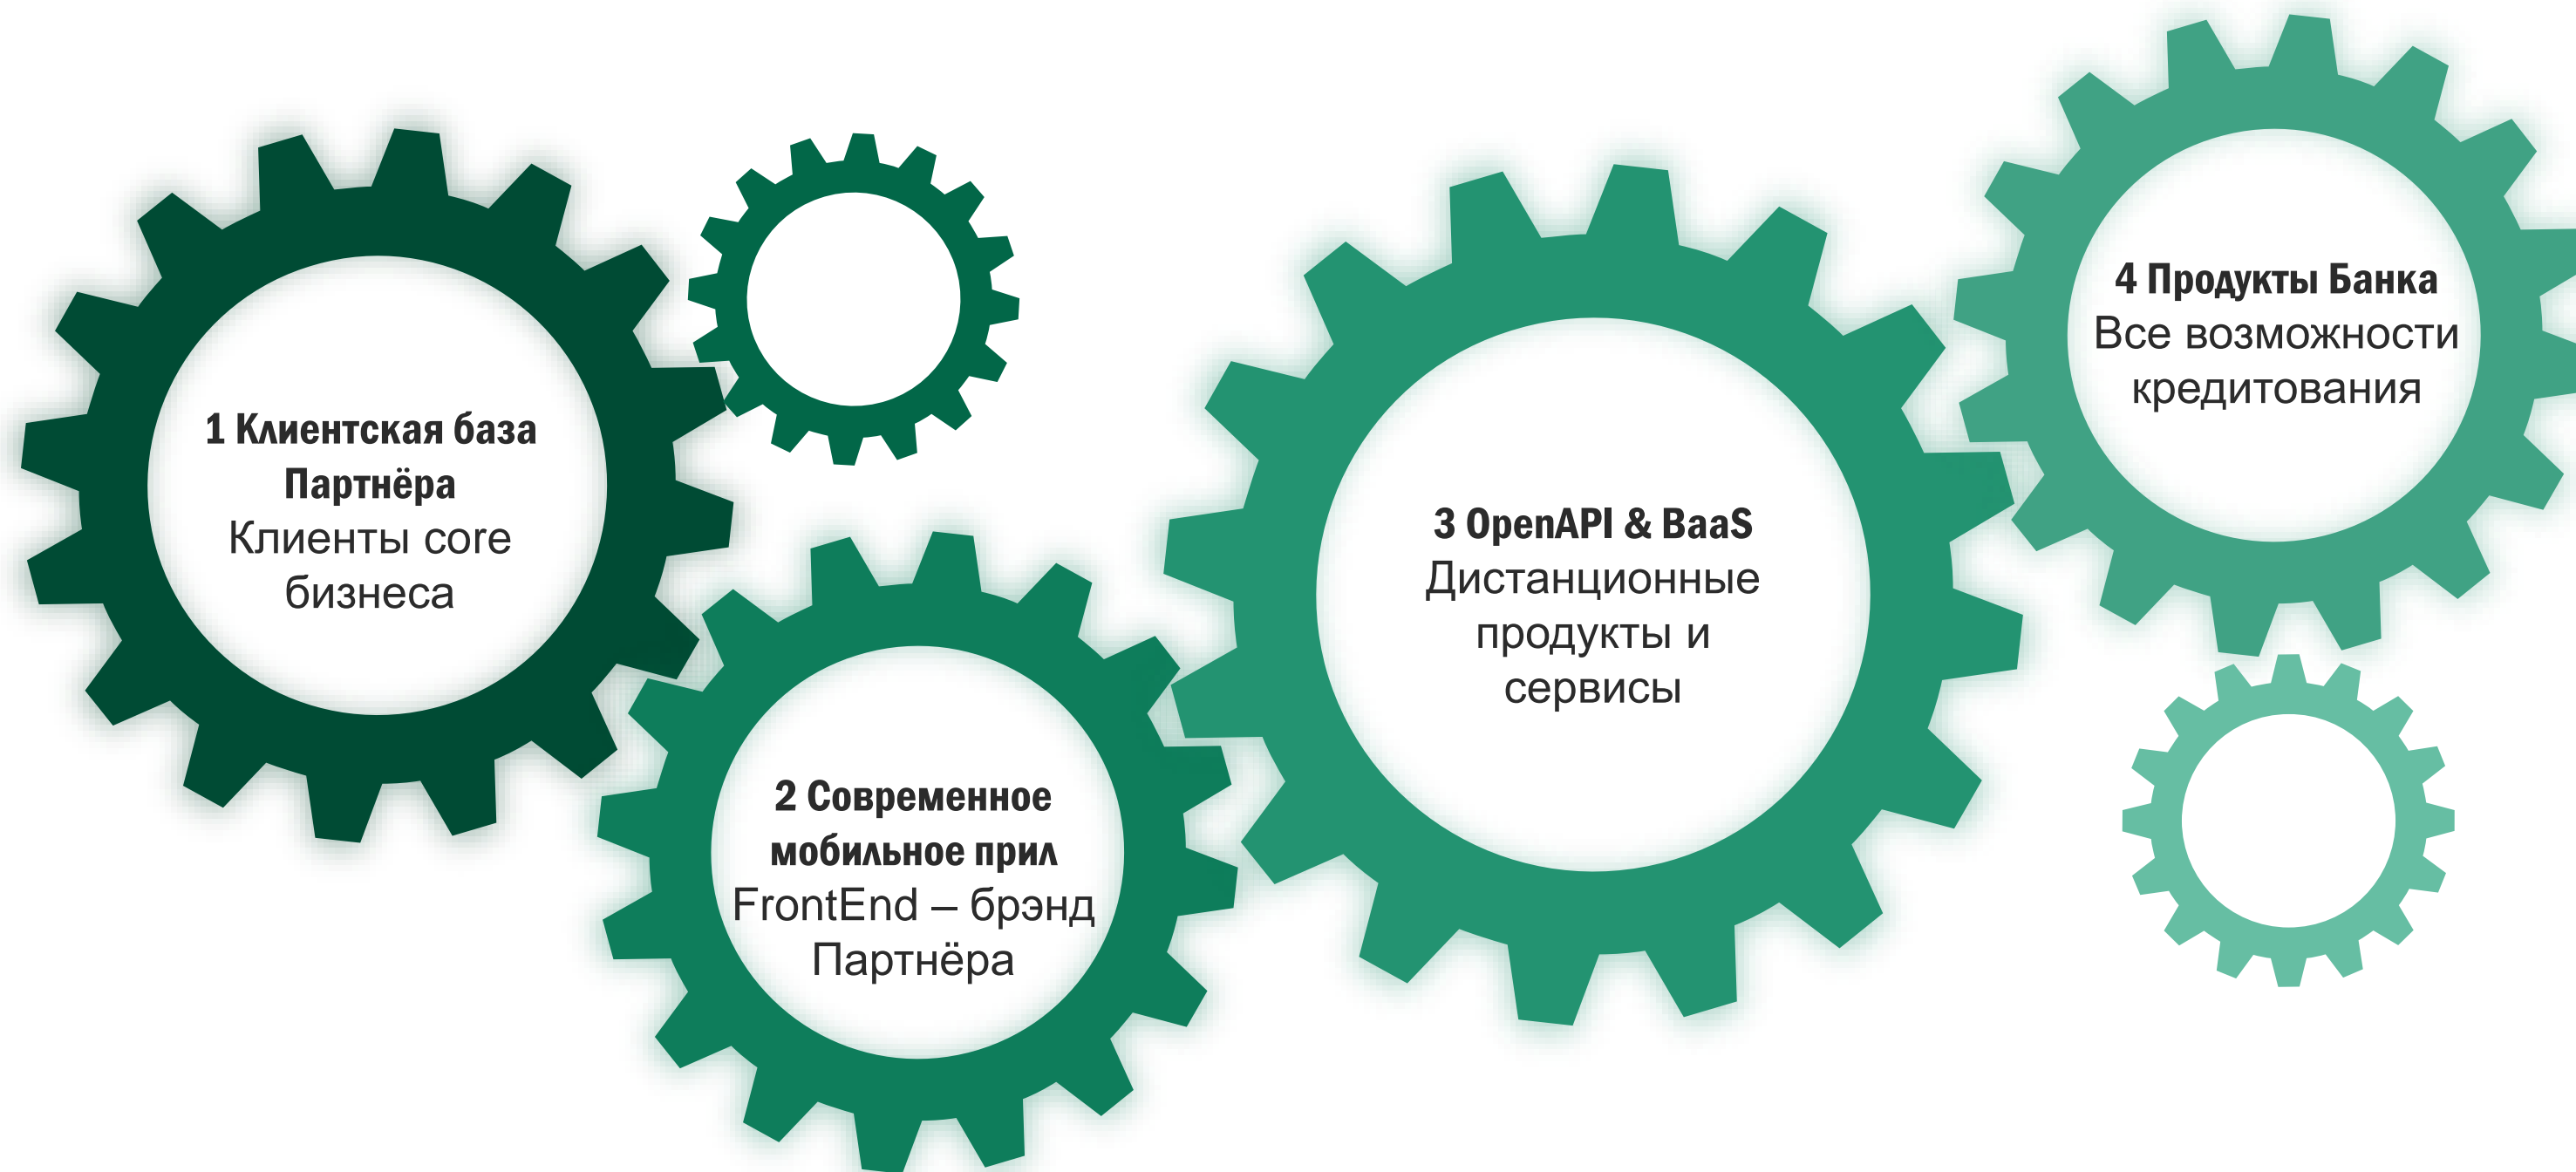 1 Клиентская база
Партнёра
Клиенты core
бизнеса
2 Современное
мобильное прил
FrontEnd – брэнд
Партнёра
3 OpenAPI & BaaS
Дистанционные
продукты и
сервисы
4 Продукты Банка
Все возможности
кредитования